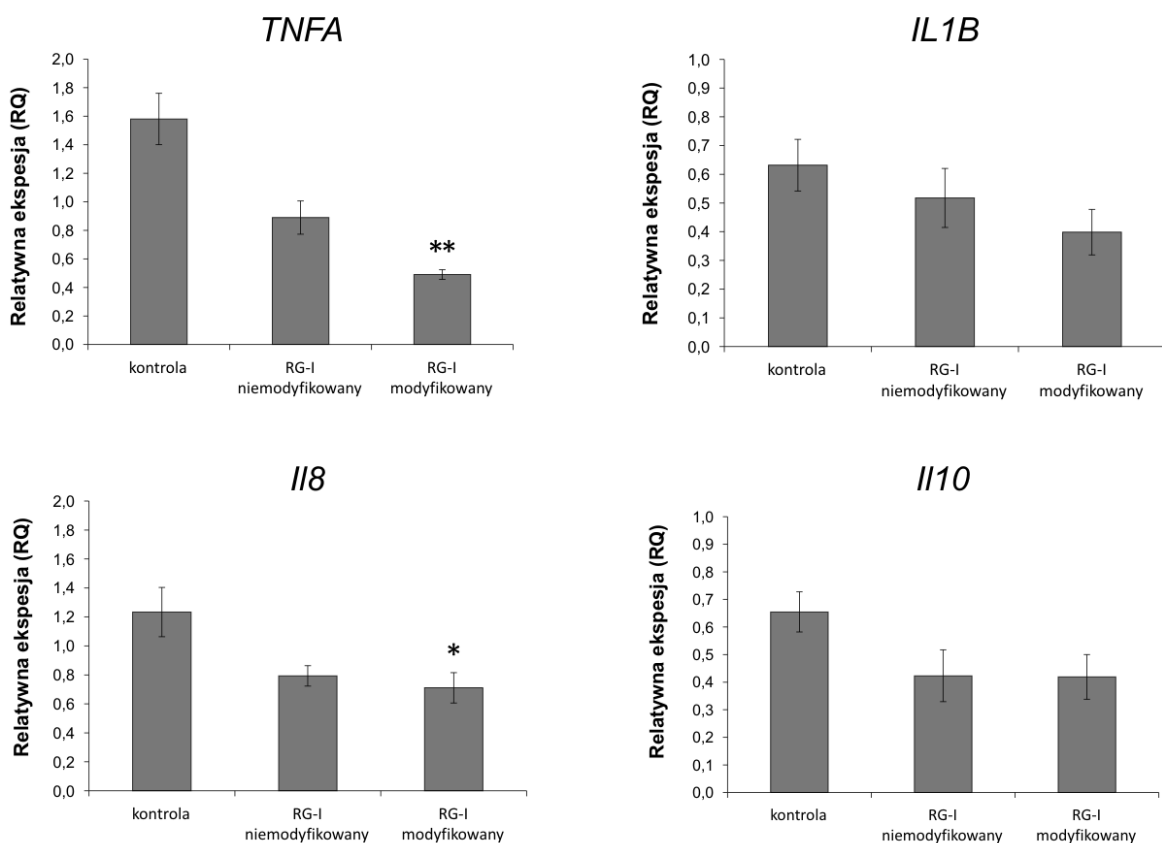 TNFA
Relatywna ekspesja (RQ)
2,0
1,8
1,6
1,4
1,2
1,0
0,8
0,6
0,4
0,2
0,0
**
kontrola
RG-I
niemodyfikowany
RG-I
modyfikowany
IL1B
Relatywna ekspesja (RQ)
1,0
0,9
0,8
0,7
0,6
0,5
0,4
0,3
0,2
0,1
0,0
kontrola
RG-I
niemodyfikowany
RG-I
modyfikowany
Il8
Relatywna ekspesja (RQ)
2,0
1,8
1,6
1,4
1,2
1,0
0,8
0,6
0,4
0,2
0,0
*
kontrola
RG-I
niemodyfikowany
RG-I
modyfikowany
Il10
Relatywna ekspesja (RQ)
1,0
0,9
0,8
0,7
0,6
0,5
0,4
0,3
0,2
0,1
0,0
kontrola
RG-I
niemodyfikowany
RG-I
modyfikowany